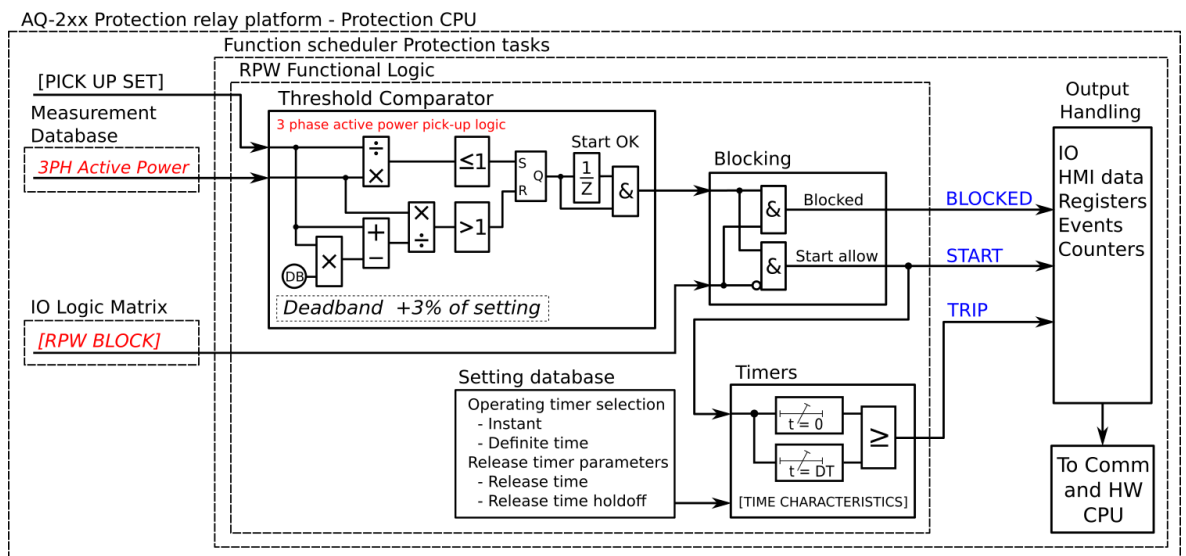 AQ-2xx Protection relay platform - Protection CPU
Function scheduler Protection tasks
RPW Functional Logic
[PICK UP SET]
Measurement
Database
3PH Active Power
Threshold Comparator
3 phase active power pick-up logic
÷
×
≤1
S
Q
R
Start OK
1
Z
&
×
÷
>1
+
−
×
DB
Deadband +3% of setting
Blocking
&
Blocked
&
Start allow
BLOCKED
START
TRIP
Output
Handling
IO
HMI data
Registers
Events
Counters
IO Logic Matrix
[RPW BLOCK]
Setting database
Operating timer selection
- Instant
- Definite time
Release timer parameters
- Release time
- Release time holdoff
Timers
t = 0
t = DT
≥
[TIME CHARACTERISTICS]
To Comm
and HW
CPU